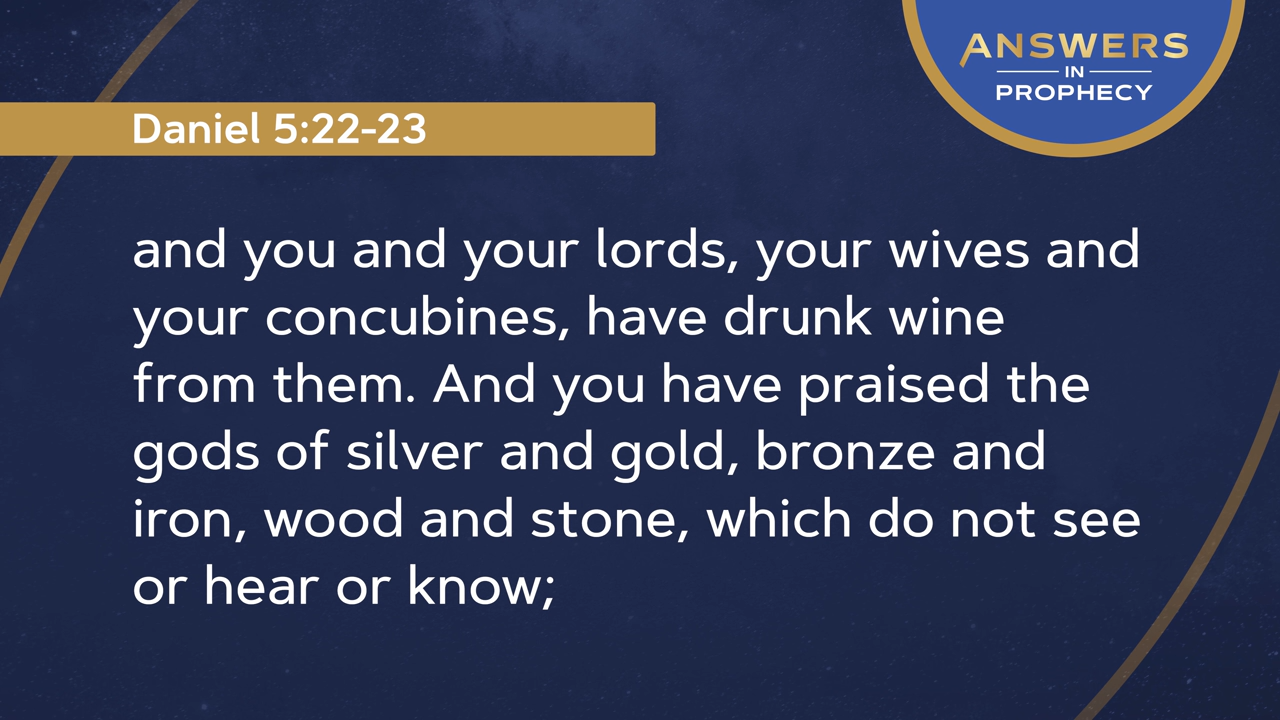 ANSWERS
IN
PROPHECY
Daniel 5:22-23
and you and your lords, your wives and
your concubines, have drunk wine
from them. And you have praised the
gods of silver and gold, bronze and
iron, wood and stone, which do not see
or hear or know;